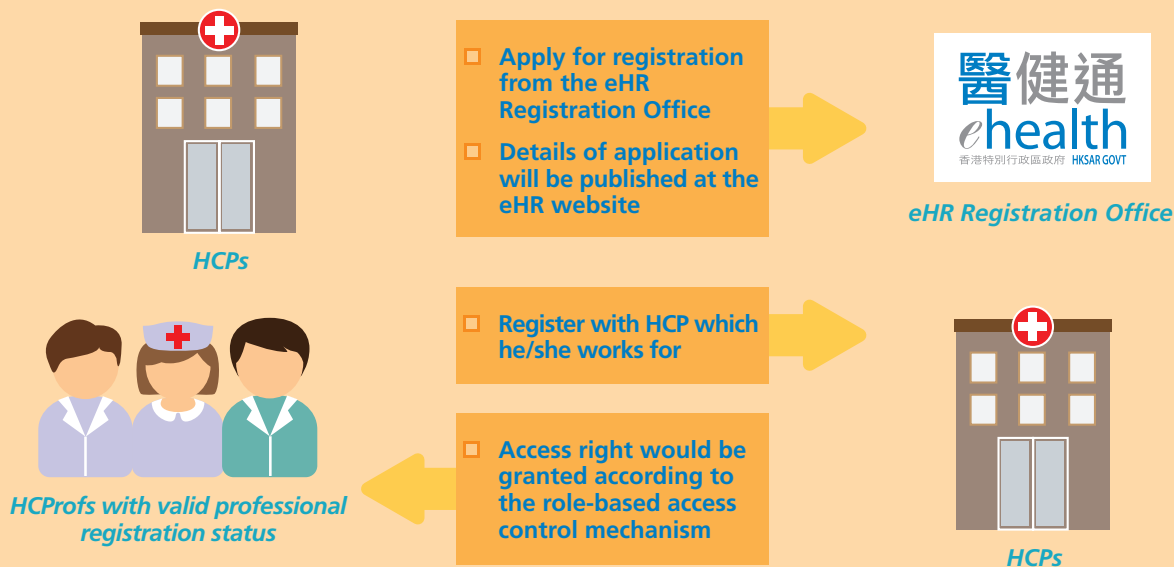 Apply for registration
from the eHR
Registration Office
Details of application
will be published at the
eHR website
HCPs
醫健通
ehealth
香港特別行政區政府 HKSAR GOVT
eHR Registration Office
Register with HCP which
he/she works for
Access right would be
granted according to
the role-based access
control mechanism
HCProfs with valid professional
registration status
HCPs